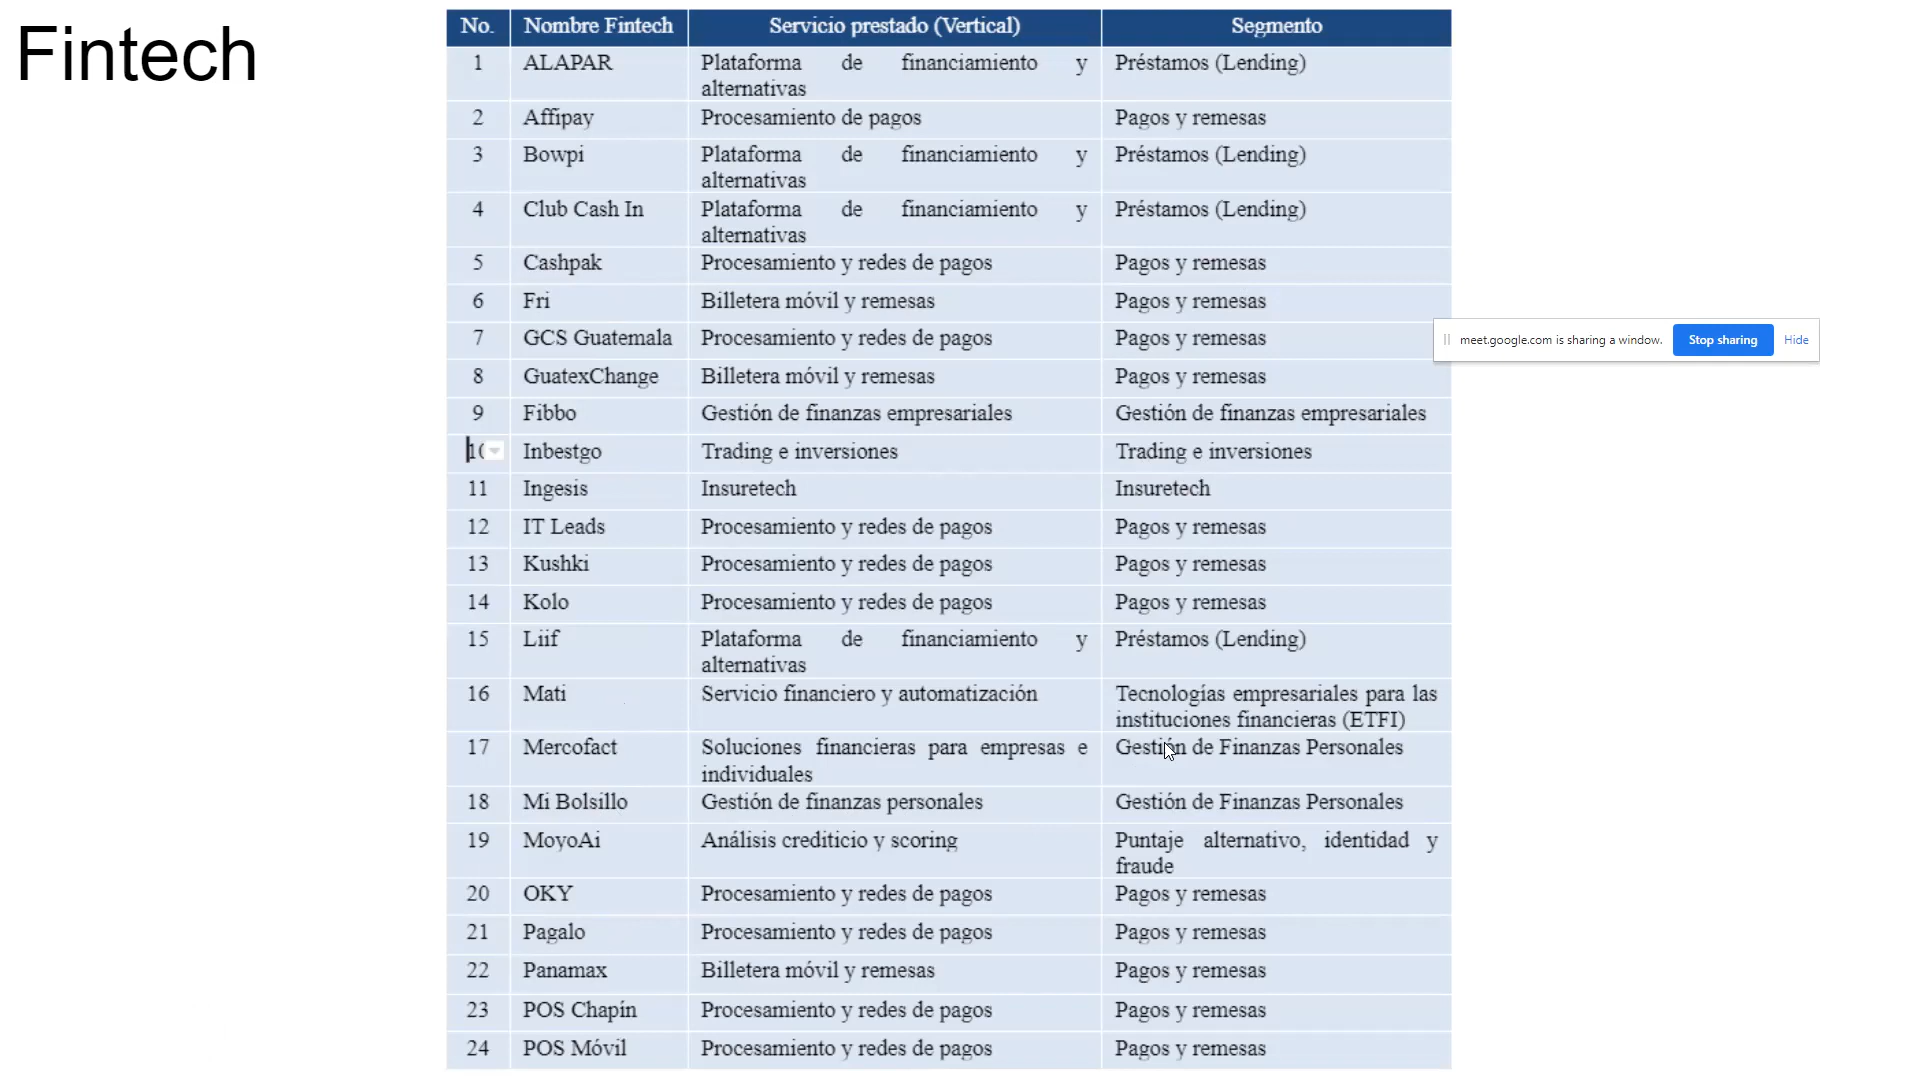 Fintech
No. Nombre Fintech Servicio prestado (Vertical) Segmento
1 ALAPAR Plataforma de financiamiento y Préstamos (Lending)
alternativas
2 Affipay Procesamiento de pagos Pagos y remesas
3 Bowpi Plataforma de financiamiento y Préstamos (Lending)
alternativas
4 Club Cash In Plataforma de financiamiento y Préstamos (Lending)
alternativas
5 Cashpak Procesamiento y redes de pagos Pagos y remesas
6 Fri Billetera móvil y remesas Pagos y remesas
7 GCS Guatemala Procesamiento y redes de pagos Pagos y remesas
meet.google.com is sharing a window. Stop sharing Hide
8 GuatexChange Billetera móvil y remesas Pagos y remesas
9 Fibbo Gestión de finanzas empresariales Gestión de finanzas empresariales
10 Inbestgo Trading e inversiones Trading e inversiones
11 Ingesis Insuretech Insuretech
12 IT Leads Procesamiento y redes de pagos Pagos y remesas
13 Kushki Procesamiento y redes de pagos Pagos y remesas
14 Kolo Procesamiento y redes de pagos Pagos y remesas
15 Liif Plataforma de financiamiento y Préstamos (Lending)
alternativas
16 Mati Servicio financiero y automatización Tecnologías empresariales para las
instituciones financieras (ETFI)
17 Mercofact Soluciones financieras para empresas e Gestión de Finanzas Personales
individuales
18 Mi Bolsillo Gestión de finanzas personales Gestión de Finanzas Personales
19 MoyoAi Análisis crediticio y scoring Puntaje alternativo, identidad y
fraude
20 OKY Procesamiento y redes de pagos Pagos y remesas
21 Pagalo Procesamiento y redes de pagos Pagos y remesas
22 Panamax Billetera móvil y remesas Pagos y remesas
23 POS Chapín Procesamiento y redes de pagos Pagos y remesas
24 POS Móvil Procesamiento y redes de pagos Pagos y remesas